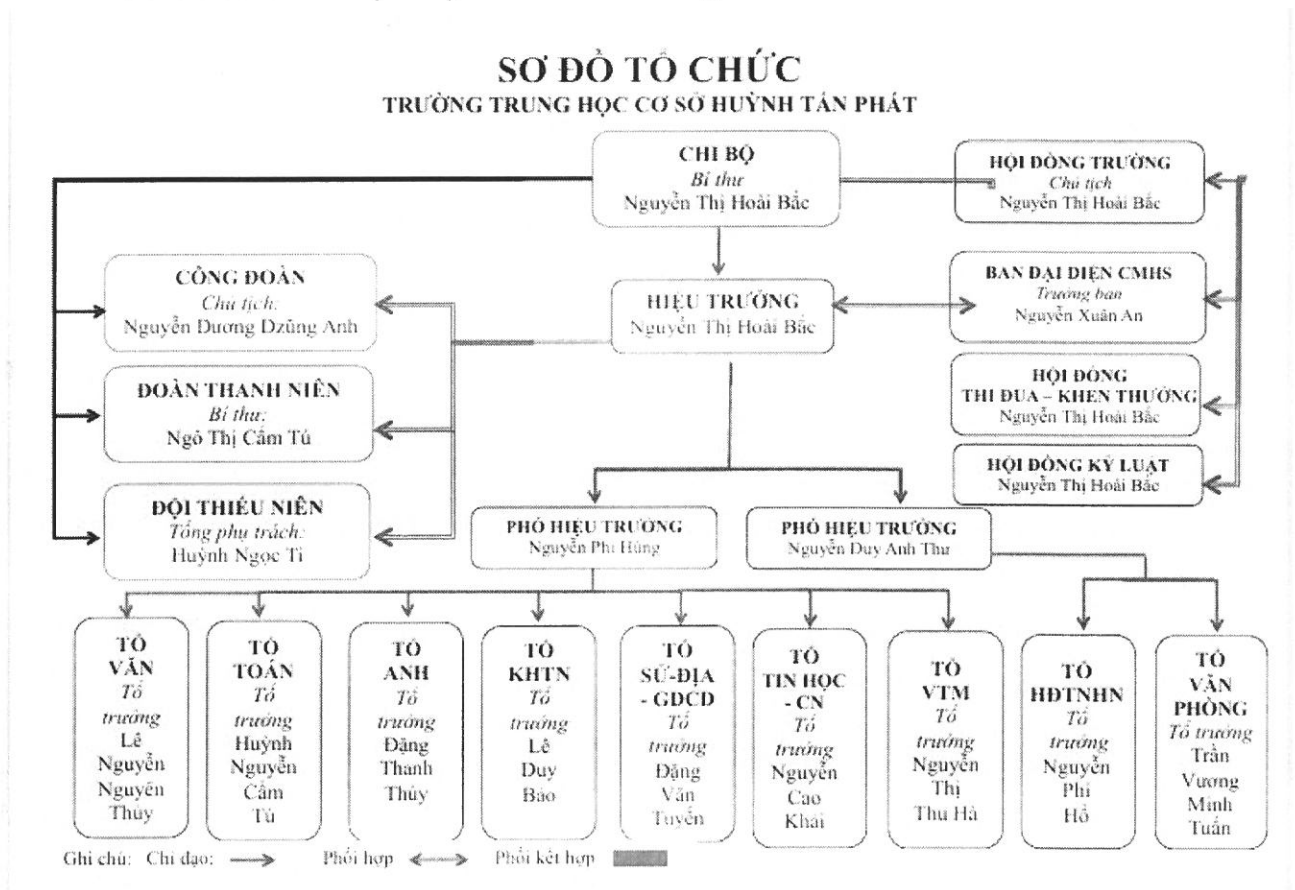 SƠ ĐỒ TỔ CHỨC
TRƯỜNG TRUNG HỌC CƠ SỞ HUỲNH TẤN PHÁT
CHI BỘ
Bí thư
Nguyễn Thị Hoài Bắc
HỘI ĐỒNG TRƯỜNG
Chủ tịch
Nguyễn Thị Hoài Bắc
CÔNG ĐOÀN
Chủ tịch:
Nguyễn Dương Dzũng Anh
HIỆU TRƯỞNG
Nguyễn Thị Hoài Bắc
BAN ĐẠI DIỆN CMHS
Trưởng ban
Nguyễn Xuân An
ĐOÀN THANH NIÊN
Bí thư:
Ngô Thị Cẩm Tú
HỘI ĐỒNG
THI ĐUA – KHEN THƯỞNG
Nguyễn Thị Hoài Bắc
HỘI ĐỒNG KỶ LUẬT
Nguyễn Thị Hoài Bắc
ĐỘI THIẾU NIÊN
Tổng phụ trách:
Huỳnh Ngọc Ti
PHÓ HIỆU TRƯỞNG
Nguyễn Phi Hùng
PHÓ HIỆU TRƯỞNG
Nguyễn Duy Anh Thư
TỔ
VĂN
Tổ
trưởng
Lê
Nguyễn
Nguyên
Thủy
TỔ
TOÁN
Tổ
trưởng
Huỳnh
Nguyễn
Cẩm
Tú
TỔ
ANH
Tổ
trưởng
Đặng
Thanh
Thúy
TỔ
KHTN
Tổ
trưởng
Lê
Duy
Bảo
TỔ
SỬ-ĐỊA
- GDCD
Tổ
trưởng
Đặng
Văn
Tuyến
TỔ
TIN HỌC
- CN
Tổ
trưởng
Nguyễn
Cao
Khải
TỔ
VTM
Tổ
trưởng
Nguyễn
Thị
Thu Hà
TỔ
HĐTNHN
Tổ
trưởng
Nguyễn
Phi
Hổ
TỔ
VĂN
PHÒNG
Tổ trưởng
Trần
Vương
Minh
Tuấn
Ghi chú: Chỉ đạo: Phối hợp Phối kết hợp